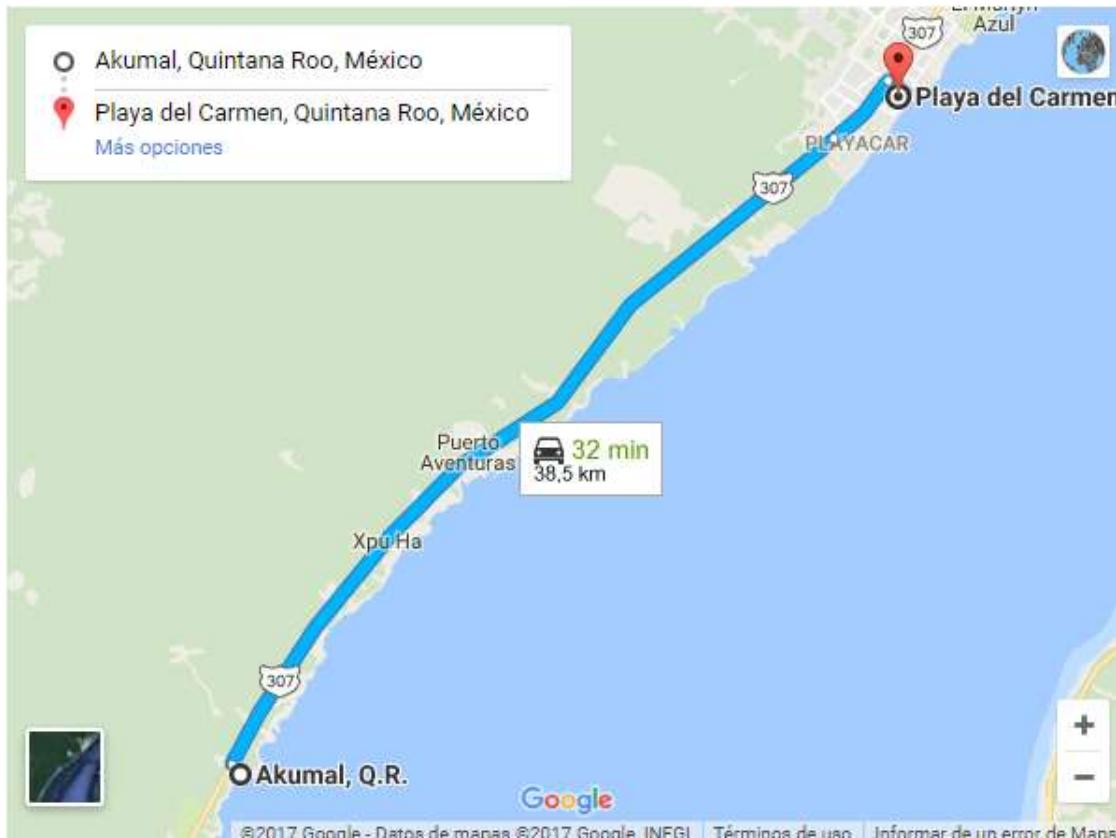 Akumal, Quintana Roo, México
Playa del Carmen, Quintana Roo, México
Más opciones
Azul
307
Playa del Carmen
PLAYACAR
307
Puerto
Aventuras
32 min
38,5 km
Xpu Ha
307
Akumal, Q.R.
+
−
Google
©2017 Google - Datos de mapas ©2017 Google, INEGI
Términos de uso
Informar de un error de Maps